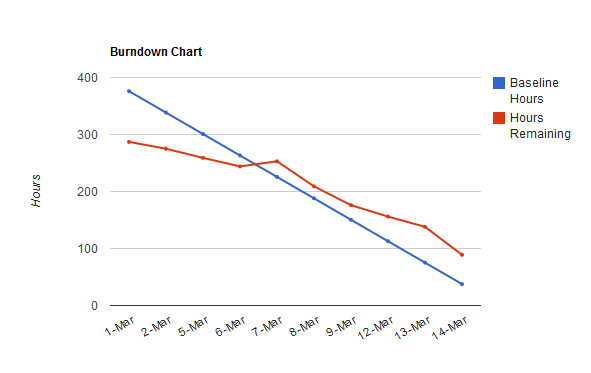 Burndown Chart
400
300
200
100
0
Hours
1-Mar
2-Mar
5-Mar
6-Mar
7-Mar
8-Mar
9-Mar
12-Mar
13-Mar
14-Mar
Baseline
Hours
Hours
Remaining